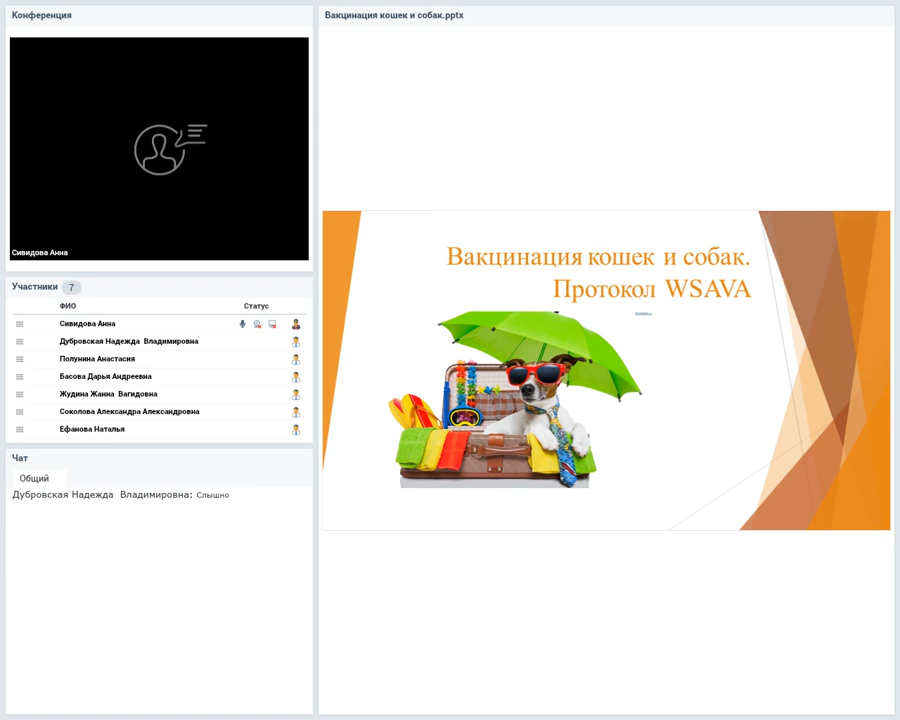 Конференция
Сивидова Анна
Участники 7
ФИО Статус
Сивидова Анна
Дубровская Надежда Владимировна
Полунина Анастасия
Басова Дарья Андреевна
Жудина Жанна Вагидовна
Соколова Александра Александровна
Ефанова Наталья
Чат
Общий
Дубровская Надежда Владимировна: Слышно
Вакцинация кошек и собак.pptx
Вакцинация кошек и собак.
Протокол WSAVA